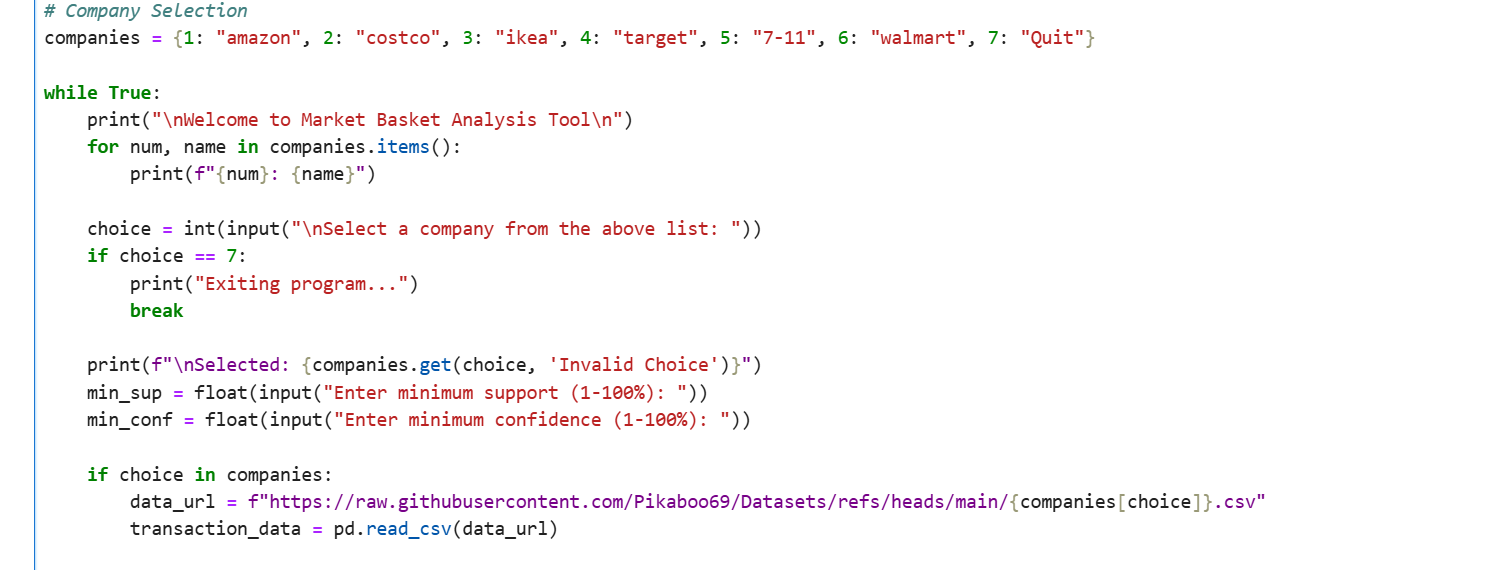 # Company Selection
companies = {1: "amazon", 2: "costco", 3: "ikea", 4: "target", 5: "7-11", 6: "walmart", 7: "Quit"}
while True:
    print("\nWelcome to Market Basket Analysis Tool\n")
    for num, name in companies.items():
        print(f"{num}: {name}")
    choice = int(input("\nSelect a company from the above list: "))
    if choice == 7:
        print("Exiting program...")
        break
    print(f"\nSelected: {companies.get(choice, 'Invalid Choice')}")
    min_sup = float(input("Enter minimum support (1-100%): "))
    min_conf = float(input("Enter minimum confidence (1-100%): "))
    if choice in companies:
        data_url = f"https://raw.githubusercontent.com/Pikaboo69/Datasets/refs/heads/main/{companies[choice]}.csv"
        transaction_data = pd.read_csv(data_url)